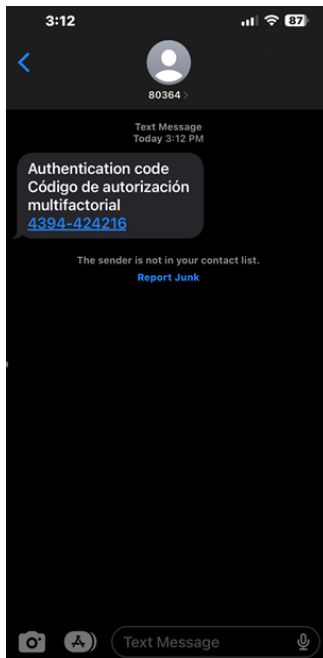 3:12
87
80364 >
Text Message
Today 3:12 PM
Authentication code
Código de autorización
multifactorial
4394-424216
The sender is not in your contact list.
Report Junk
Text Message